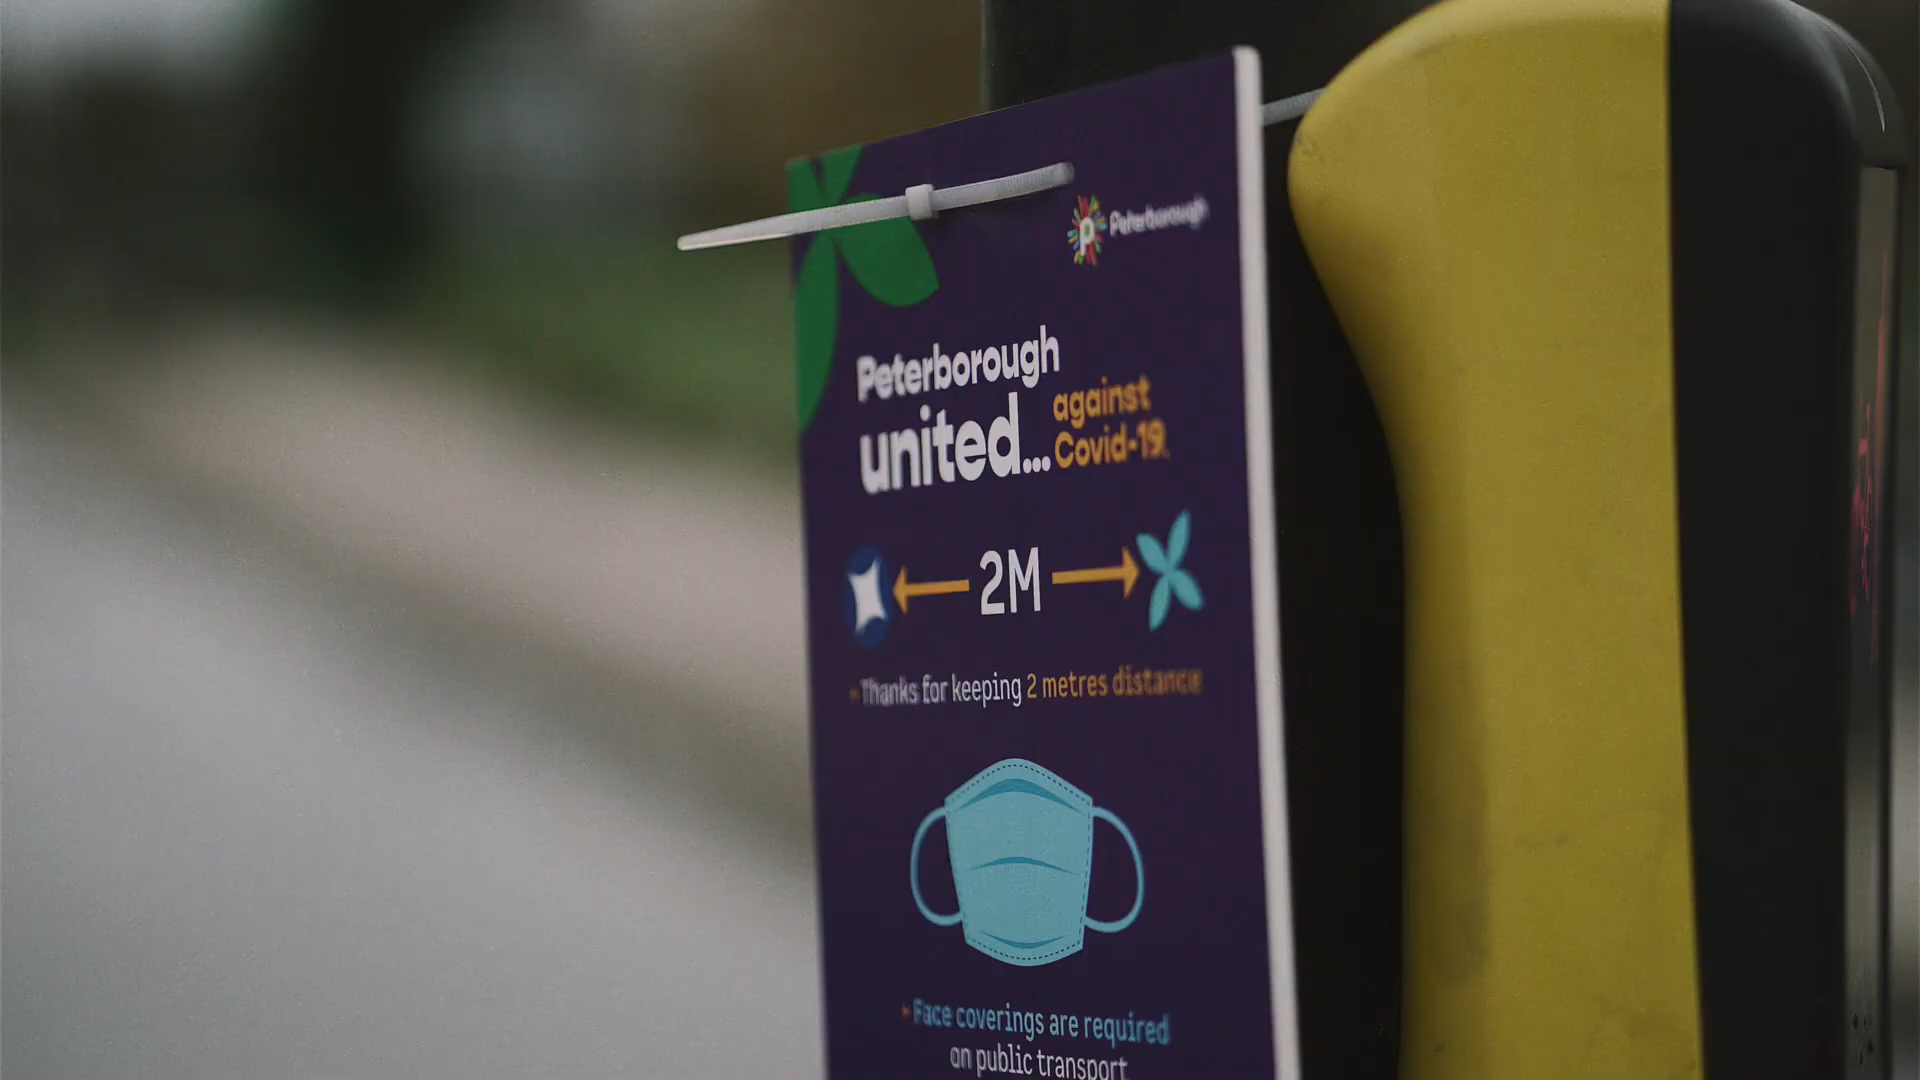 Peterborough
Peterborough
united... against
Covid-19.
2M
Thanks for keeping 2 metres distance
Face coverings are required
on public transport